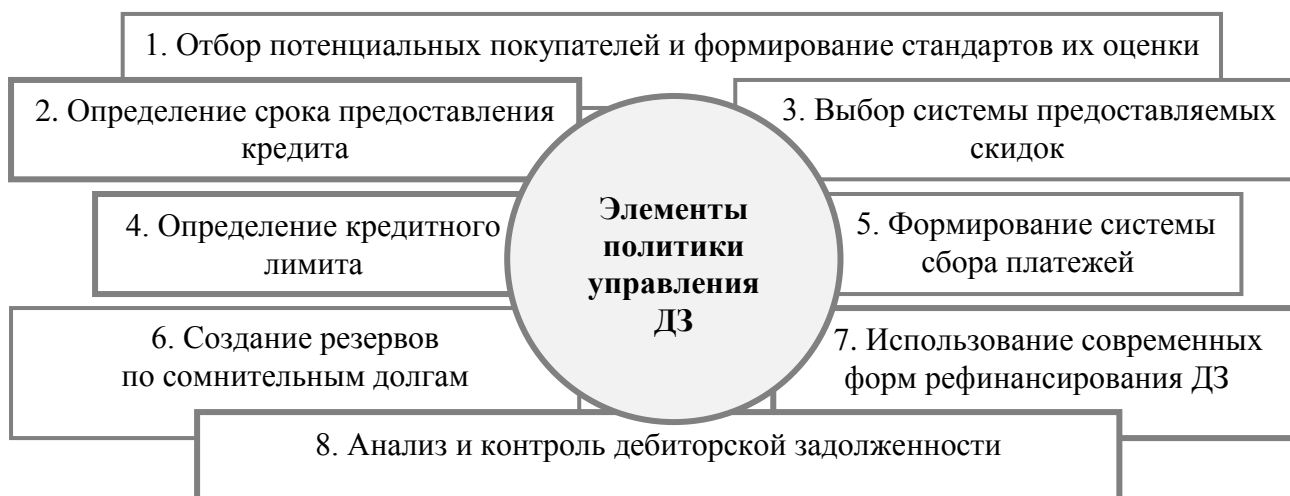 1. Отбор потенциальных покупателей и формирование стандартов их оценки
2. Определение срока предоставления
кредита
3. Выбор системы предоставляемых
скидок
Элементы
политики
управления
ДЗ
4. Определение кредитного
лимита
5. Формирование системы
сбора платежей
6. Создание резервов
по сомнительным долгам
7. Использование современных
форм рефинансирования ДЗ
8. Анализ и контроль дебиторской задолженности